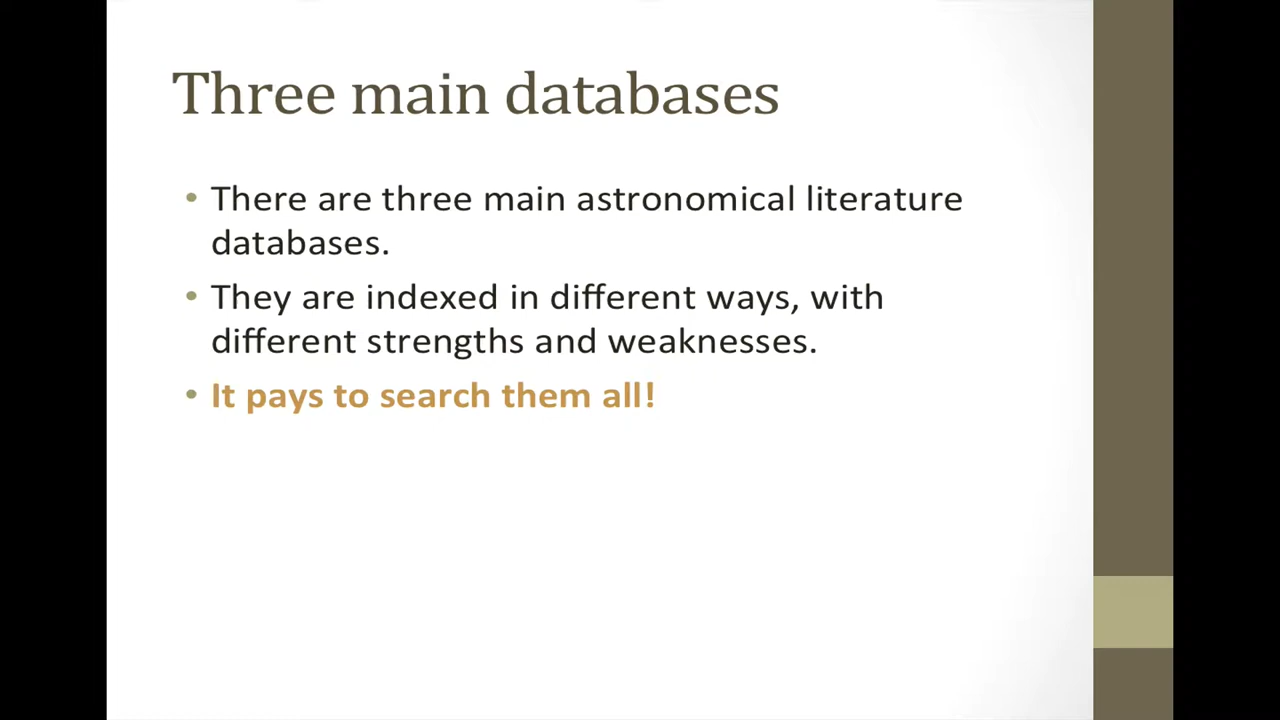 Three main databases
• There are three main astronomical literature
databases.
• They are indexed in different ways, with
different strengths and weaknesses.
• It pays to search them all!